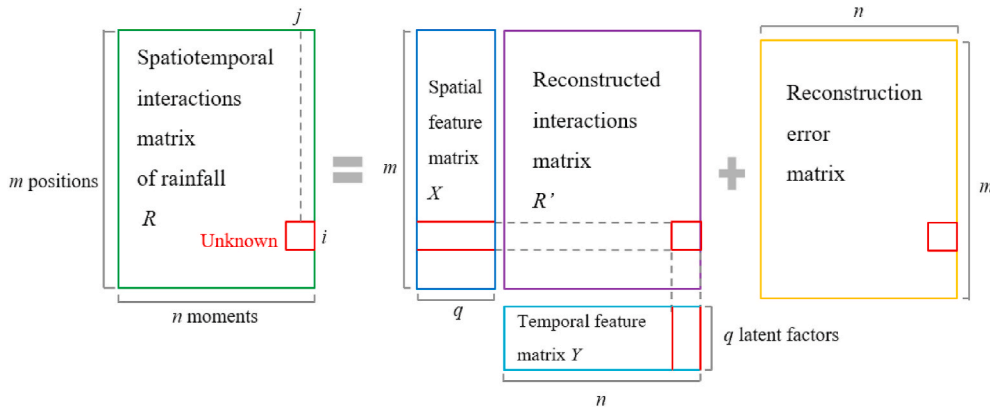 j
Spatiotemporal
interactions
matrix
of rainfall
R
m positions
Unknown
i
n moments
=
m
Spatial
feature
matrix
X
q
Reconstructed
interactions
matrix
R’
Temporal feature
matrix Y
q latent factors
n
+
n
Reconstruction
error
matrix
m